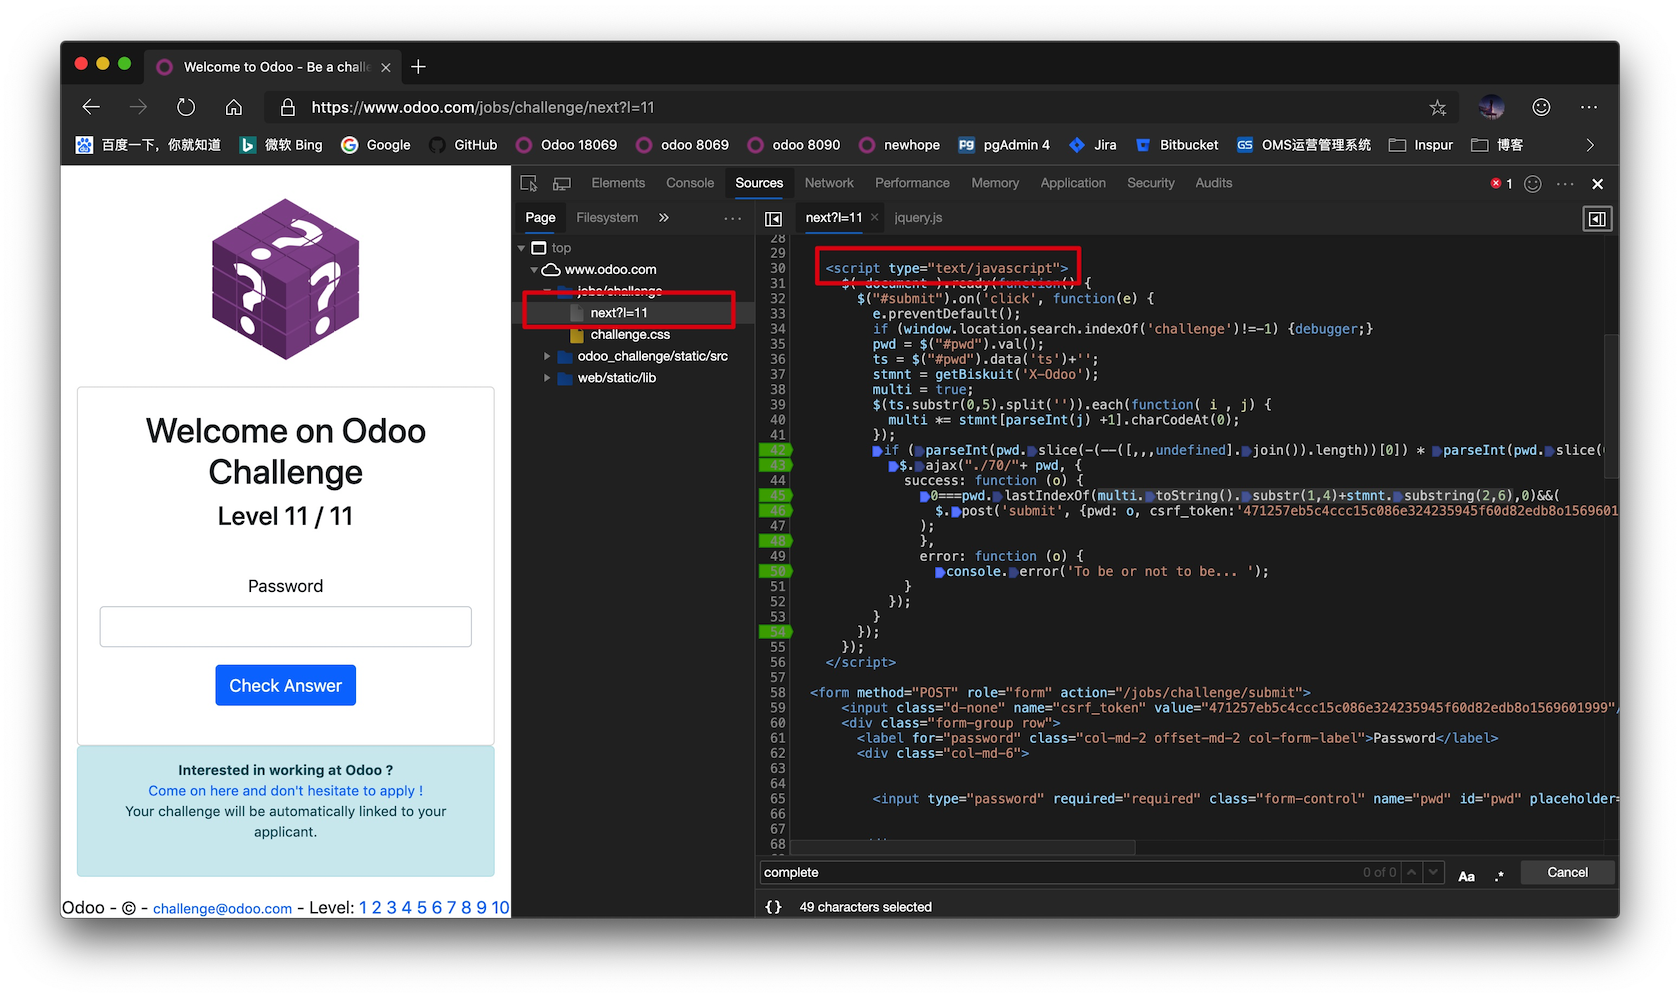 Welcome to Odoo - Be a chall
https://www.odoo.com/jobs/challenge/next?l=11
百度一下，你就知道 微软 Bing Google GitHub Odoo 18069 odoo 8069 odoo 8090 newhope pgAdmin 4 Jira Bitbucket OMS运营管理系统 Inspur 博客
Elements Console Sources Network Performance Memory Application Security Audits 1
Page Filesystem » next?l=11 jquery.js
top
www.odoo.com
jobs/challenge
next?l=11
challenge.css
odoo_challenge/static/src
web/static/lib
Welcome on Odoo
Challenge
Level 11 / 11
Password
Check Answer
Interested in working at Odoo ?
Come on here and don't hesitate to apply !
Your challenge will be automatically linked to your
applicant.
Odoo - © - challenge@odoo.com - Level: 1 2 3 4 5 6 7 8 9 10
28
29
30 <script type="text/javascript">
31 $( document ).ready(function() {
32 $("#submit").on('click', function(e) {
33 e.preventDefault();
34 if (window.location.search.indexOf('challenge')!=-1) {debugger;}
35 pwd = $("#pwd").val();
36 ts = $("#pwd").data('ts')+'';
37 stmnt = getBiskuit('X-Odoo');
38 multi = true;
39 $(ts.substr(0,5).split('')).each(function( i , j) {
40 multi *= stmnt[parseInt(j) +1].charCodeAt(0);
41 });
42 if (parseInt(pwd.slice(-(--([,,,undefined].join()).length))[0]) * parseInt(pwd.slice(
43 $.ajax("./70/"+ pwd, {
44 success: function (o) {
45 0===pwd.lastIndexOf(multi.toString().substr(1,4)+stmnt.substring(2,6),0)&&(
46 $.post('submit', {pwd: o, csrf_token:'471257eb5c4ccc15c086e324235945f60d82edb8o1569601
47 );
48 },
49 error: function (o) {
50 console.error('To be or not to be... ');
51 }
52 });
53 }
54 });
55 });
56 </script>
57
58 <form method="POST" role="form" action="/jobs/challenge/submit">
59 <input class="d-none" name="csrf_token" value="471257eb5c4ccc15c086e324235945f60d82edb8o1569601999"/
60 <div class="form-group row">
61 <label for="password" class="col-md-2 offset-md-2 col-form-label">Password</label>
62 <div class="col-md-6">
63
64
65 <input type="password" required="required" class="form-control" name="pwd" id="pwd" placeholder=
66
67
68
complete 0 of 0 Aa .* Cancel
{} 49 characters selected